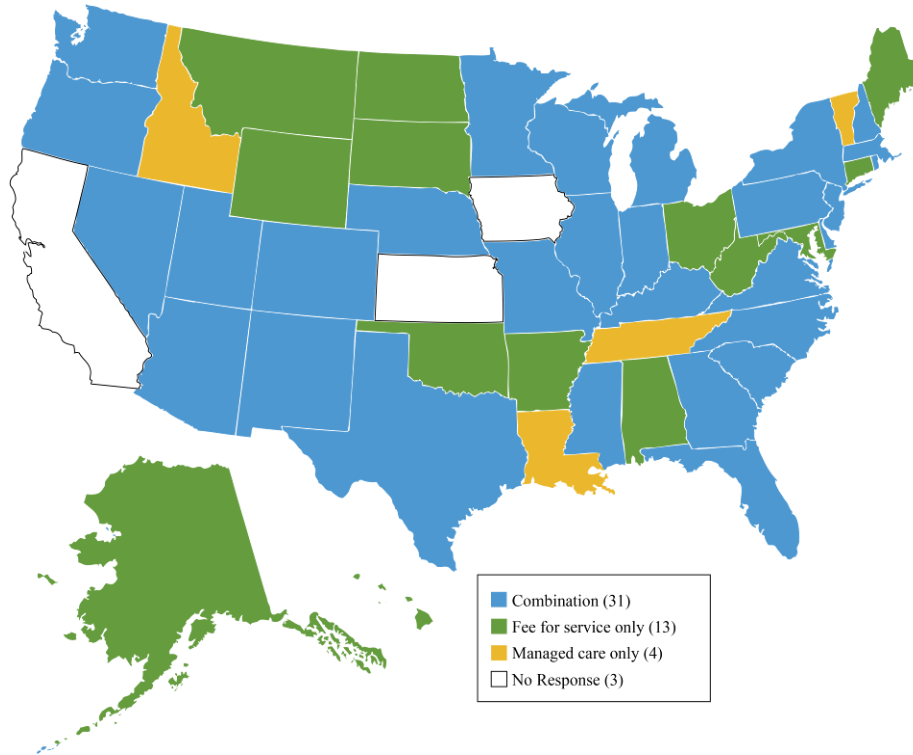 Combination (31)
Fee for service only (13)
Managed care only (4)
No Response (3)